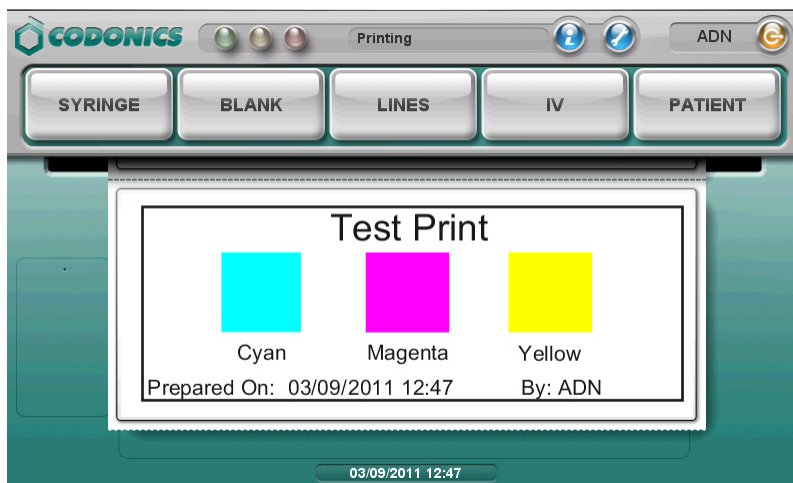 CODONICS Printing ADN
SYRINGE BLANK LINES IV PATIENT
Test Print
Cyan Magenta Yellow
Prepared On: 03/09/2011 12:47 By: ADN
03/09/2011 12:47